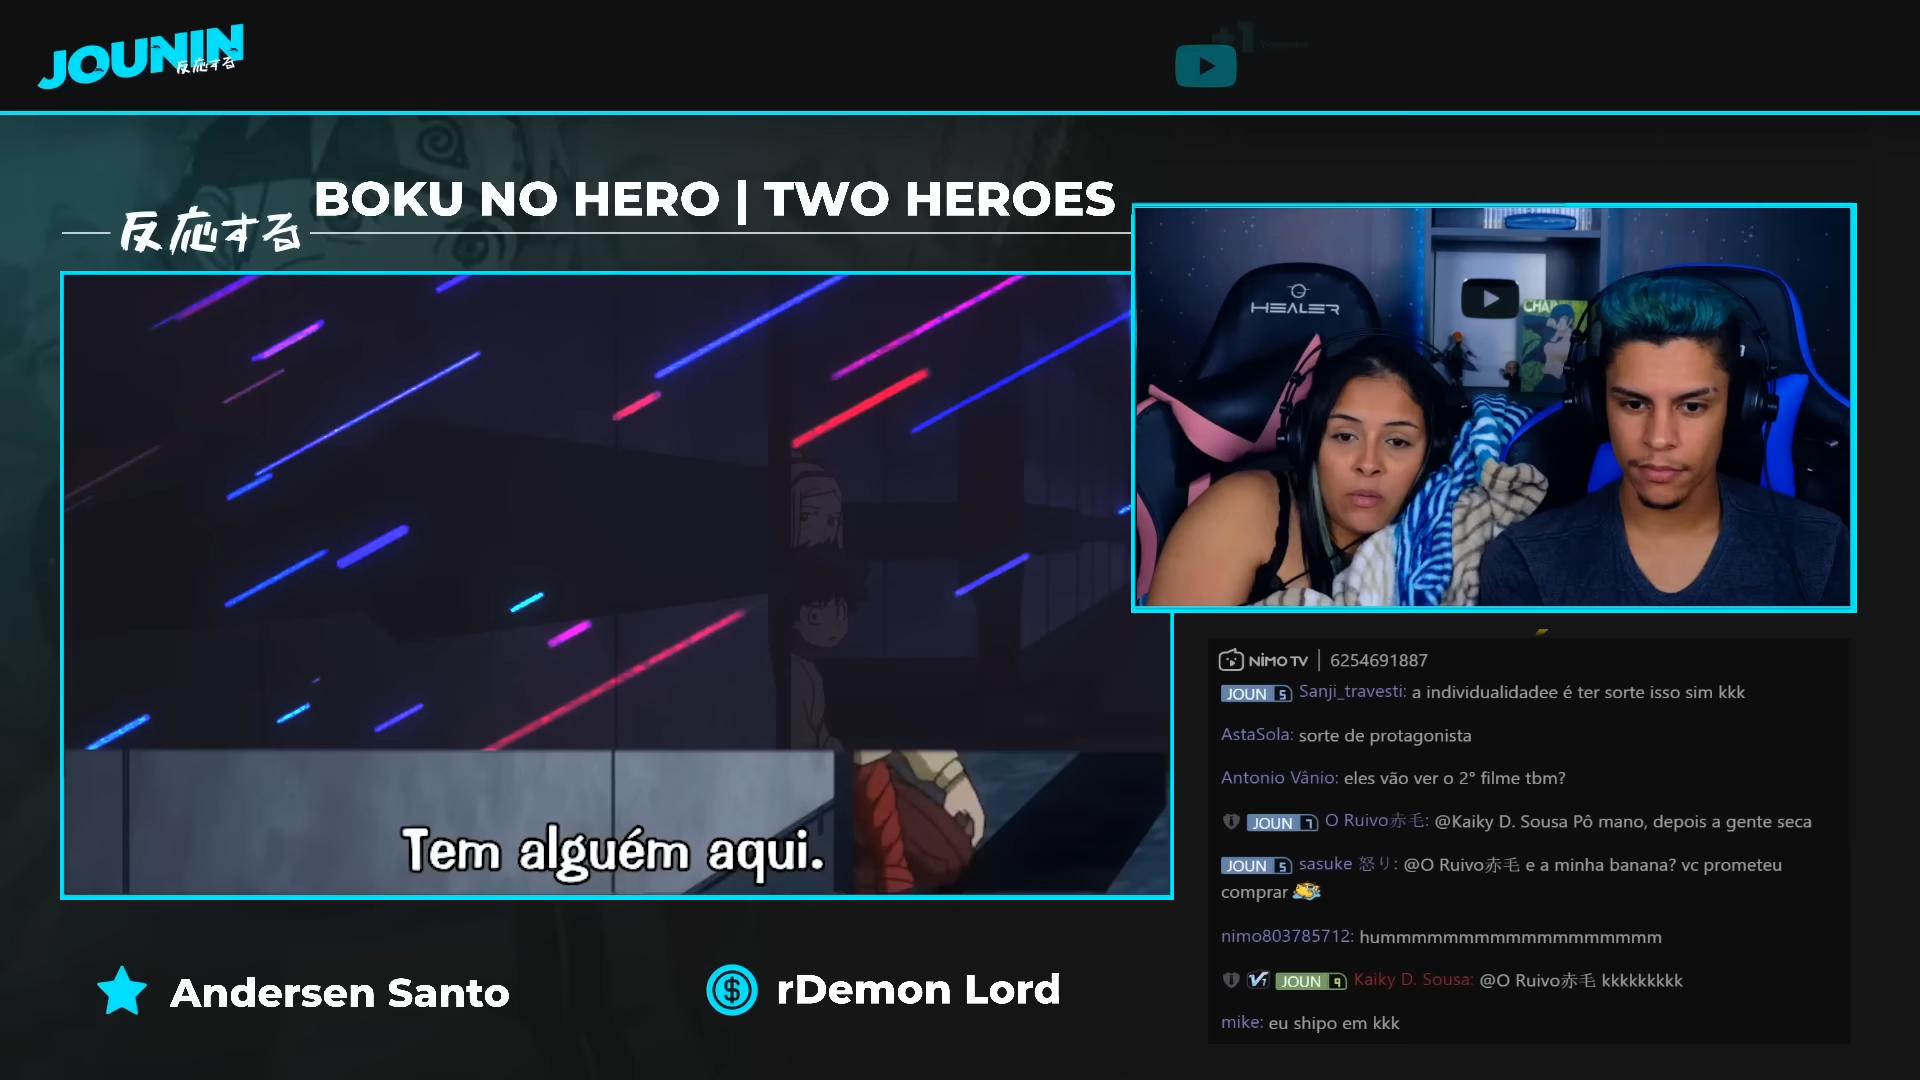 JOUNIN
反応する
+1
BOKU NO HERO | TWO HEROES
反応する
HEALER
CHAIN
Tem alguém aqui.
NIMO TV | 6254691887
JOUN 5 Sanji_travesti: a individualidadee é ter sorte isso sim kkk
AstaSola: sorte de protagonista
Antonio Vânio: eles vão ver o 2° filme tbm?
JOUN 7 O Ruivo赤毛: @Kaiky D. Sousa Pô mano, depois a gente seca
JOUN 5 sasuke 怒り: @O Ruivo赤毛 e a minha banana? vc prometeu
comprar
nimo803785712: hummmmmmmmmmmmmmmmmm
V1 JOUN 9 Kaiky D. Sousa: @O Ruivo赤毛 kkkkkkkkk
mike: eu shipo em kkk
Andersen Santo
$ rDemon Lord